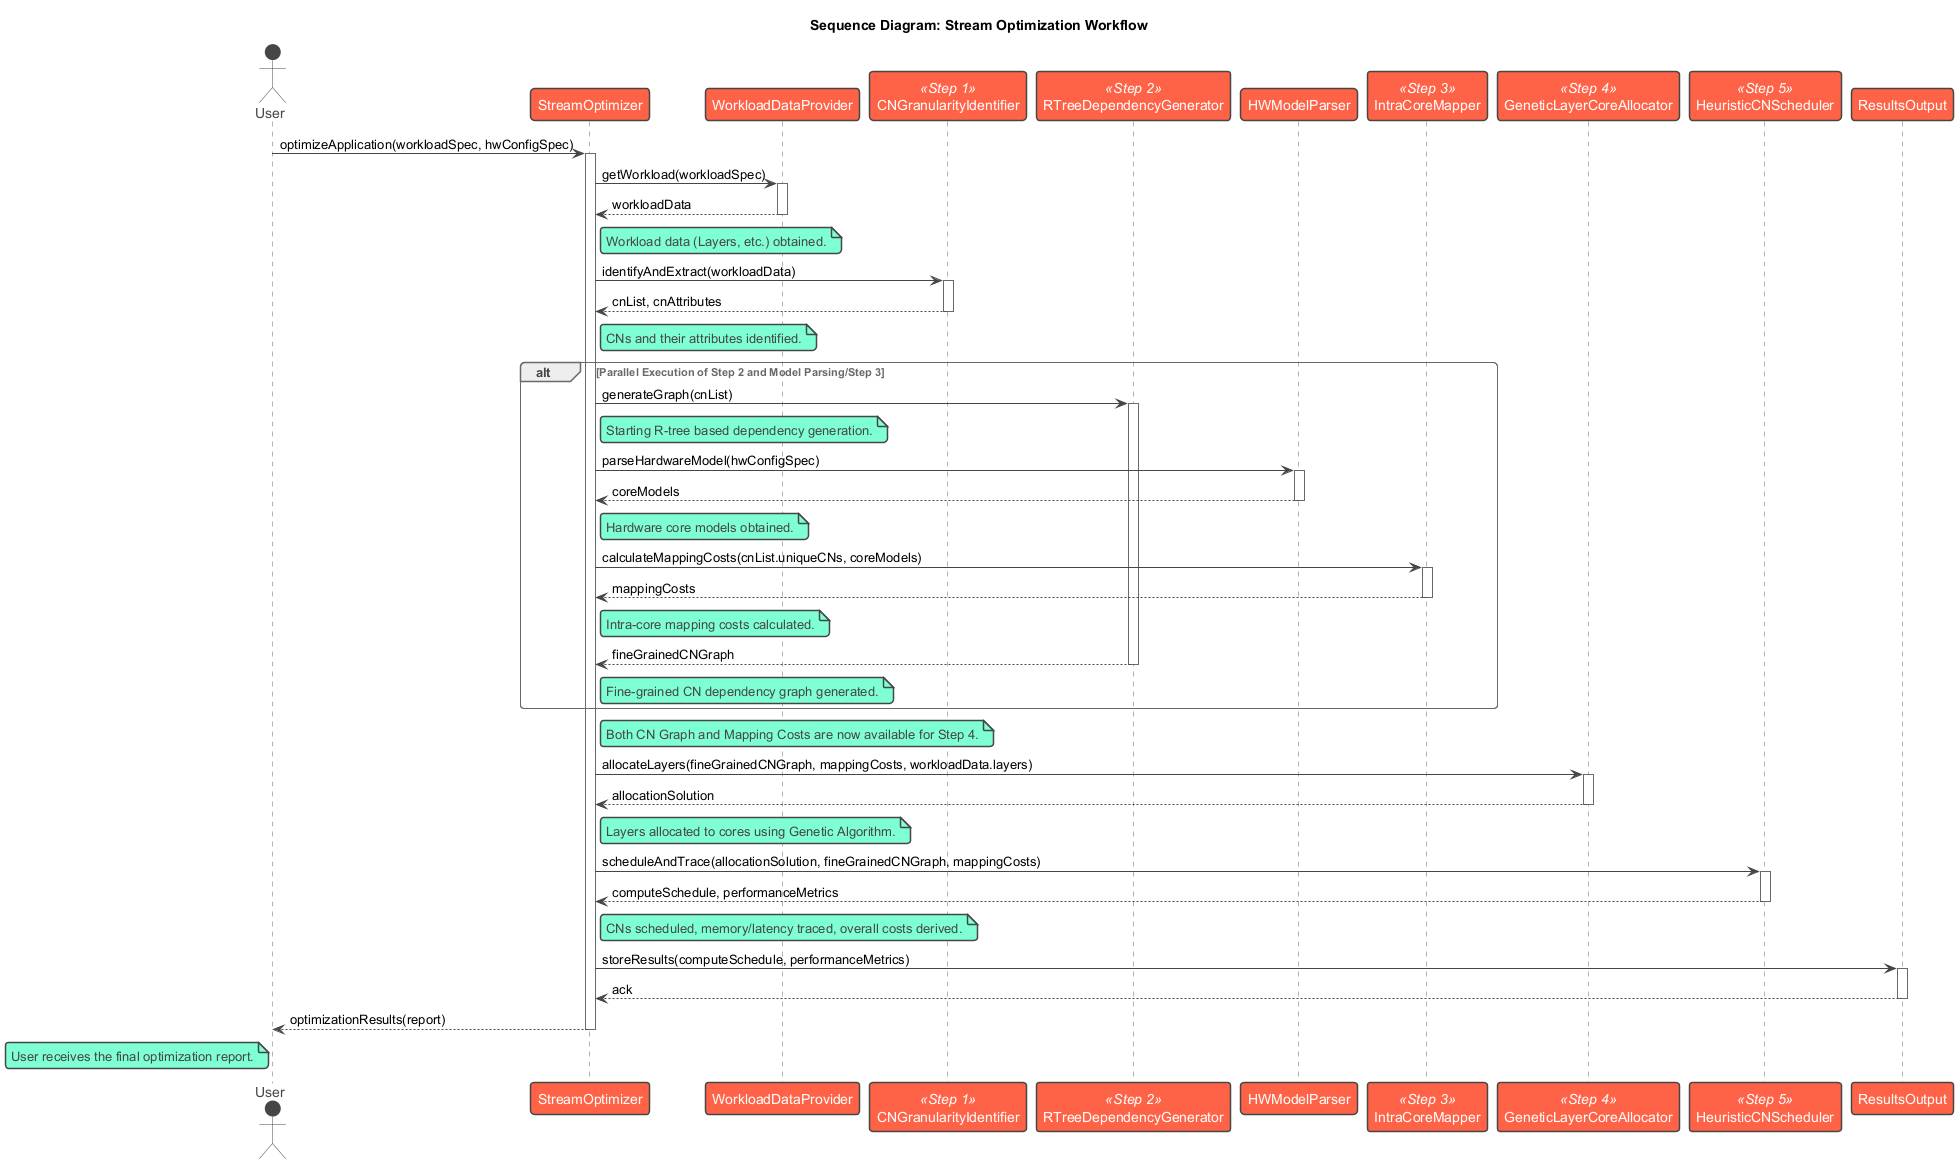 Sequence Diagram: Stream Optimization Workflow
User
StreamOptimizer
WorkloadDataProvider
«Step 1»
CNGranularityIdentifier
«Step 2»
RTreeDependencyGenerator
HWModelParser
«Step 3»
IntraCoreMapper
«Step 4»
GeneticLayerCoreAllocator
«Step 5»
HeuristicCNScheduler
ResultsOutput
optimizeApplication(workloadSpec, hwConfigSpec)
getWorkload(workloadSpec)
workloadData
Workload data (Layers, etc.) obtained.
identifyAndExtract(workloadData)
cnList, cnAttributes
CNs and their attributes identified.
alt
[Parallel Execution of Step 2 and Model Parsing/Step 3]
generateGraph(cnList)
Starting R-tree based dependency generation.
parseHardwareModel(hwConfigSpec)
coreModels
Hardware core models obtained.
calculateMappingCosts(cnList.uniqueCNs, coreModels)
mappingCosts
Intra-core mapping costs calculated.
fineGrainedCNGraph
Fine-grained CN dependency graph generated.
Both CN Graph and Mapping Costs are now available for Step 4.
allocateLayers(fineGrainedCNGraph, mappingCosts, workloadData.layers)
allocationSolution
Layers allocated to cores using Genetic Algorithm.
scheduleAndTrace(allocationSolution, fineGrainedCNGraph, mappingCosts)
computeSchedule, performanceMetrics
CNs scheduled, memory/latency traced, overall costs derived.
storeResults(computeSchedule, performanceMetrics)
ack
optimizationResults(report)
User receives the final optimization report.
User
StreamOptimizer
WorkloadDataProvider
«Step 1»
CNGranularityIdentifier
«Step 2»
RTreeDependencyGenerator
HWModelParser
«Step 3»
IntraCoreMapper
«Step 4»
GeneticLayerCoreAllocator
«Step 5»
HeuristicCNScheduler
ResultsOutput